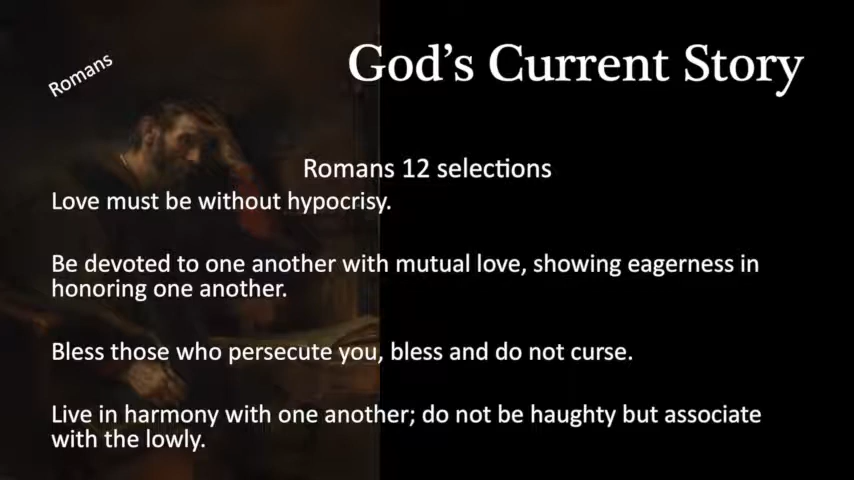 Romans
God's Current Story
Romans 12 selections
Love must be without hypocrisy.
Be devoted to one another with mutual love, showing eagerness in
honoring one another.
Bless those who persecute you, bless and do not curse.
Live in harmony with one another; do not be haughty but associate
with the lowly.